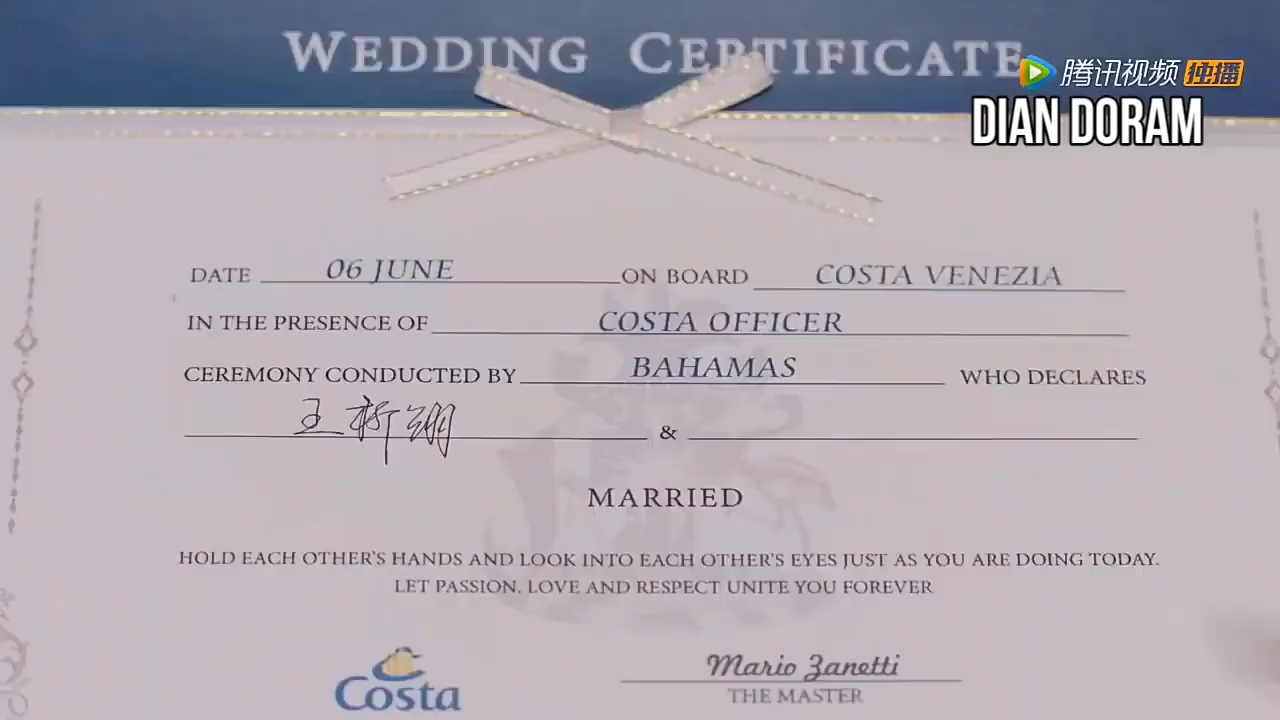 WEDDING CERTIFICATE
腾讯视频 独播
DIAN DORAM
DATE 06 JUNE ON BOARD COSTA VENEZIA
IN THE PRESENCE OF COSTA OFFICER
CEREMONY CONDUCTED BY BAHAMAS WHO DECLARES
&
MARRIED
HOLD EACH OTHER'S HANDS AND LOOK INTO EACH OTHER'S EYES JUST AS YOU ARE DOING TODAY.
LET PASSION, LOVE AND RESPECT UNITE YOU FOREVER
Costa
Mario Zanetti
THE MASTER